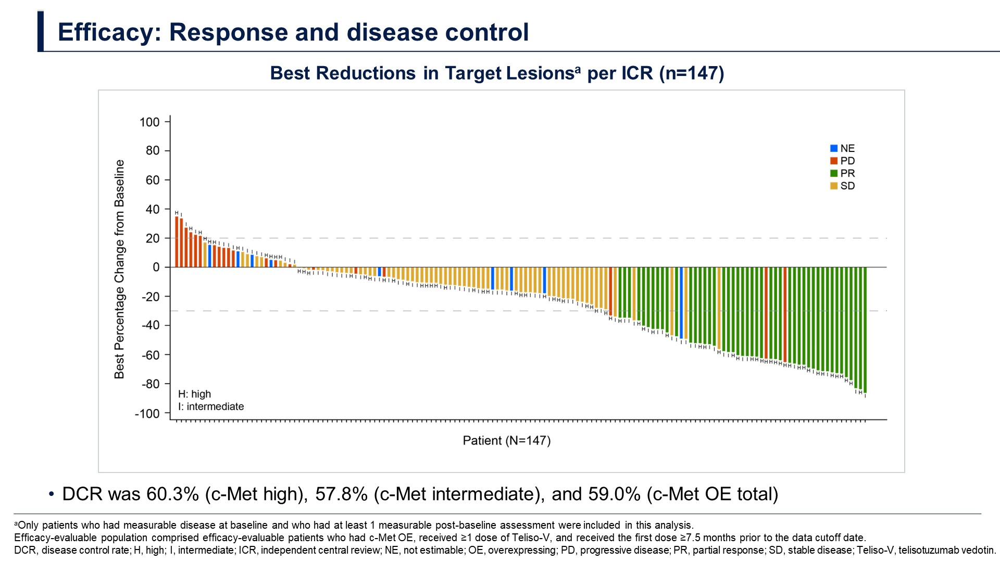 Efficacy: Response and disease control
Best Reductions in Target Lesionsᵃ per ICR (n=147)
Best Percentage Change from Baseline
100
80
60
40
20
0
-20
-40
-60
-80
-100
NE
PD
PR
SD
H: high
I: intermediate
Patient (N=147)
• DCR was 60.3% (c-Met high), 57.8% (c-Met intermediate), and 59.0% (c-Met OE total)
ᵃOnly patients who had measurable disease at baseline and who had at least 1 measurable post-baseline assessment were included in this analysis.
Efficacy-evaluable population comprised efficacy-evaluable patients who had c-Met OE, received ≥1 dose of Teliso-V, and received the first dose ≥7.5 months prior to the data cutoff date.
DCR, disease control rate; H, high; I, intermediate; ICR, independent central review; NE, not estimable; OE, overexpressing; PD, progressive disease; PR, partial response; SD, stable disease; Teliso-V, telisotuzumab vedotin.